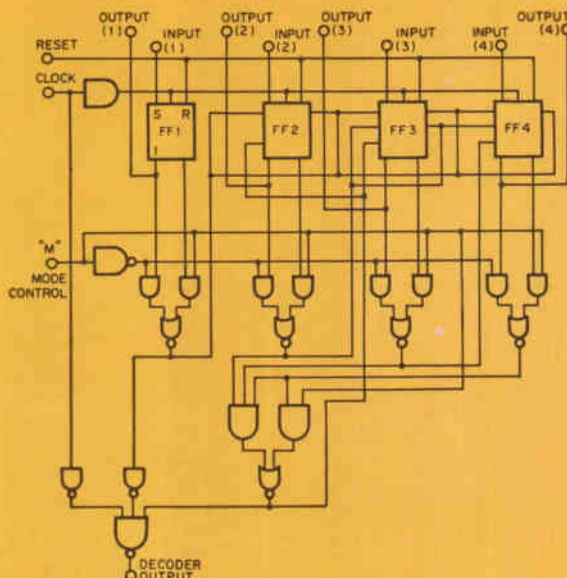 OUTPUT (1)
INPUT (1)
OUTPUT (2)
INPUT (2)
OUTPUT (3)
INPUT (3)
INPUT (4)
OUTPUT (4)
RESET
CLOCK
S R
FF1
1
FF2
FF3
FF4
"M"
MODE
CONTROL
DECODER
OUTPUT